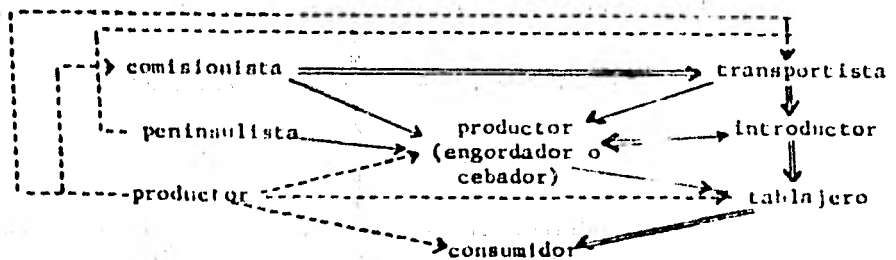 comisionista
transportista
peninsulista
productor
(engordador o
cebador)
introductor
productor
tablajero
consumidor